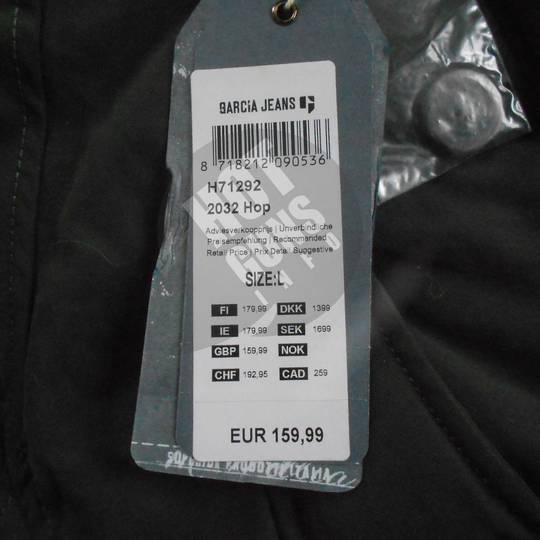 GARCIA JEANS
8 718212 090536
H71292
2032 Hop
Adviesverkoopprijs | Unverbindliche
Preisempfehlung | Recommanded
Retail Price | Prix Detail Suggestive
SIZE:L
FI 179,99 DKK 1399
IE 179,99 SEK 1699
GBP 159,99 NOK
CHF 192,95 CAD 259
EUR 159,99